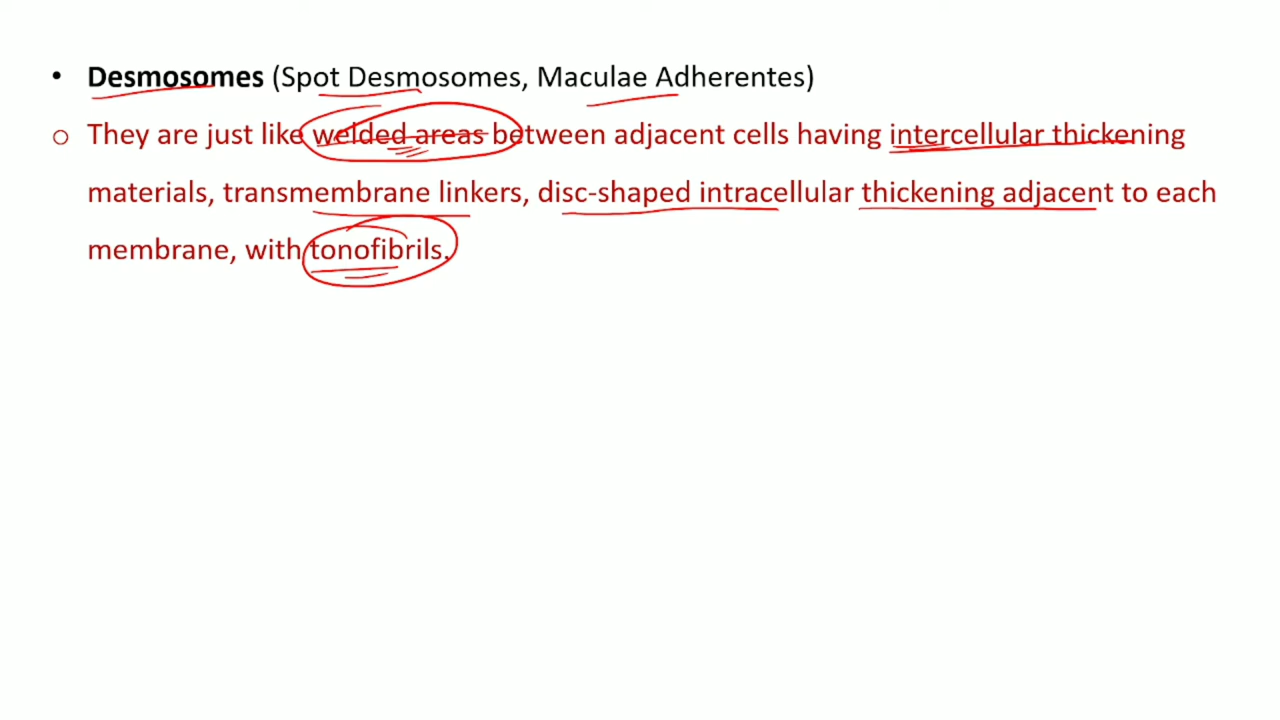 • Desmosomes (Spot Desmosomes, Maculae Adherentes)
o They are just like welded areas between adjacent cells having intercellular thickening
materials, transmembrane linkers, disc-shaped intracellular thickening adjacent to each
membrane, with tonofibrils.